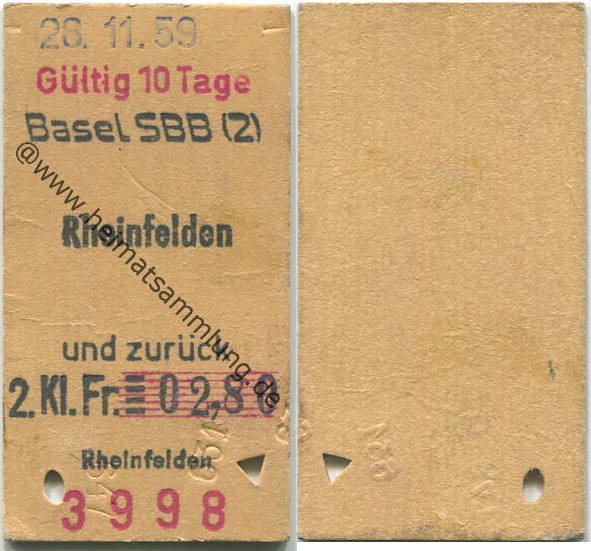 28. 11. 59
Gültig 10 Tage
Basel SBB (2)
Rheinfelden
und zurück
2. Kl. Fr. 02,80
Rheinfelden
3998
@www.heimatsammlung.de